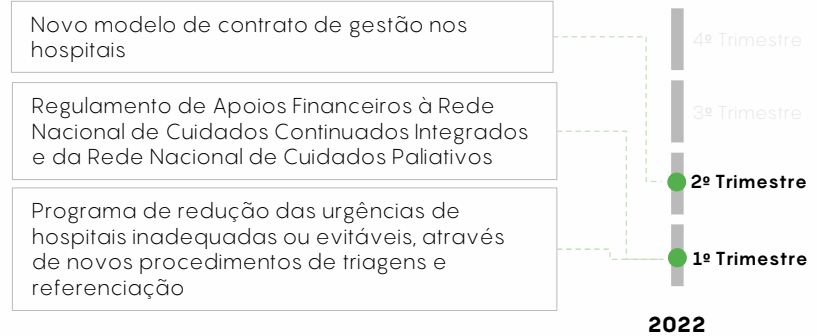 Novo modelo de contrato de gestão nos
hospitais
4º Trimestre
Regulamento de Apoios Financeiros à Rede
Nacional de Cuidados Continuados Integrados
e da Rede Nacional de Cuidados Paliativos
3º Trimestre
2º Trimestre
Programa de redução das urgências de
hospitais inadequadas ou evitáveis, através
de novos procedimentos de triagens e
referenciação
1º Trimestre
2022